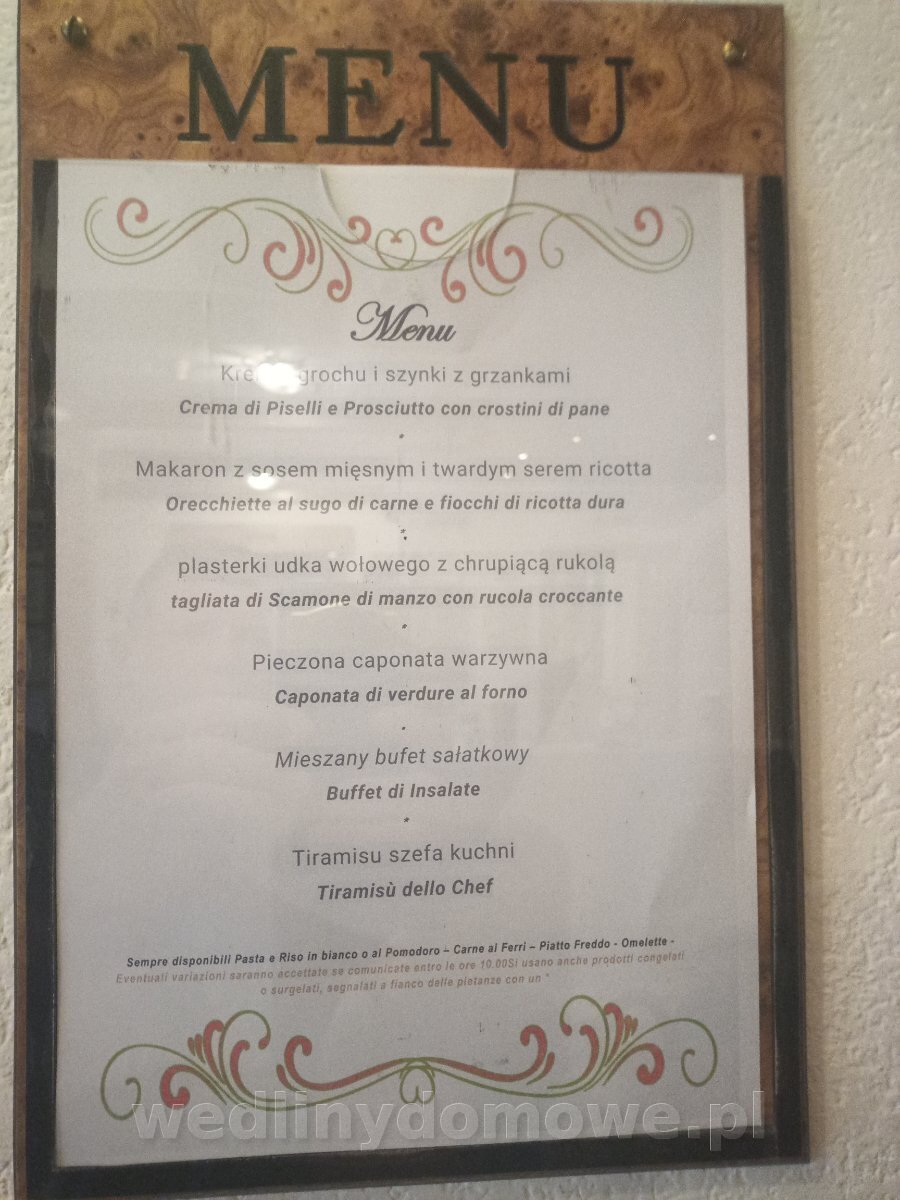 MENU
Menu
grochu i szynki z grzankami
Crema di Piselli e Prosciutto con crostini di pane
*
Makaron z sosem mięsnym i twardym serem ricotta
Orecchiette al sugo di carne e fiocchi di ricotta dura
*
plasterki udka wołowego z chrupiącą rukolą
tagliata di Scamone di manzo con rucola croccante
*
Pieczona caponata warzywna
Caponata di verdure al forno
*
Mieszany bufet sałatkowy
Buffet di Insalate
*
Tiramisu szefa kuchni
Tiramisù dello Chef
Sempre disponibili Pasta e Riso in bianco o al Pomodoro – Carne ai Ferri – Piatto Freddo - Omelette -
Eventuali variazioni saranno accettate se comunicate entro le ore 10.00Si usano anche prodotti congelati
o surgelati, segnalati a fianco delle pietanze con un *
wedlinydomowe.pl